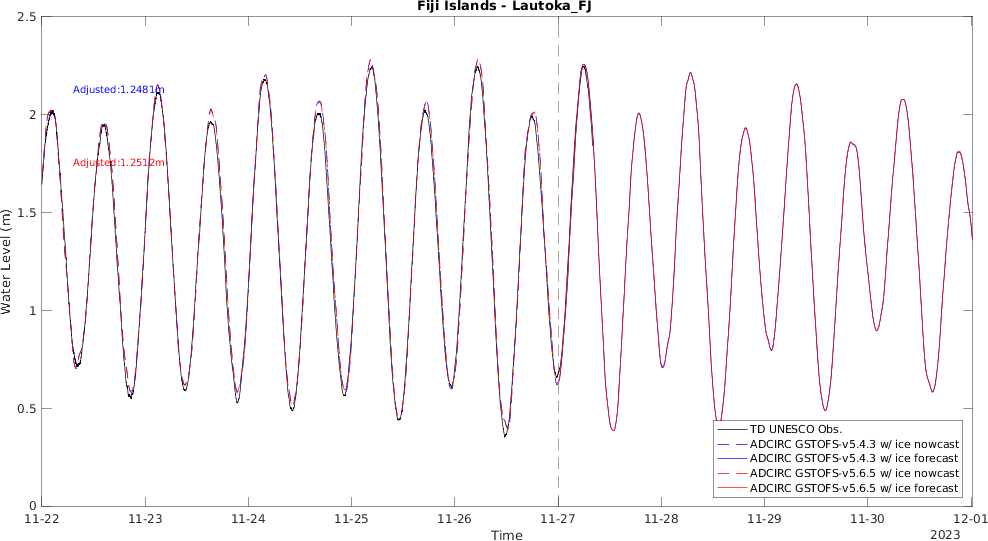 Fiji Islands - Lautoka_FJ
2.5
2
1.5
1
0.5
0
Water Level (m)
Adjusted:1.2481m
Adjusted:1.2512m
TD UNESCO Obs.
ADCIRC GSTOFS-v5.4.3 w/ ice nowcast
ADCIRC GSTOFS-v5.4.3 w/ ice forecast
ADCIRC GSTOFS-v5.6.5 w/ ice nowcast
ADCIRC GSTOFS-v5.6.5 w/ ice forecast
11-22 11-23 11-24 11-25 11-26 11-27 11-28 11-29 11-30 12-01
Time
2023